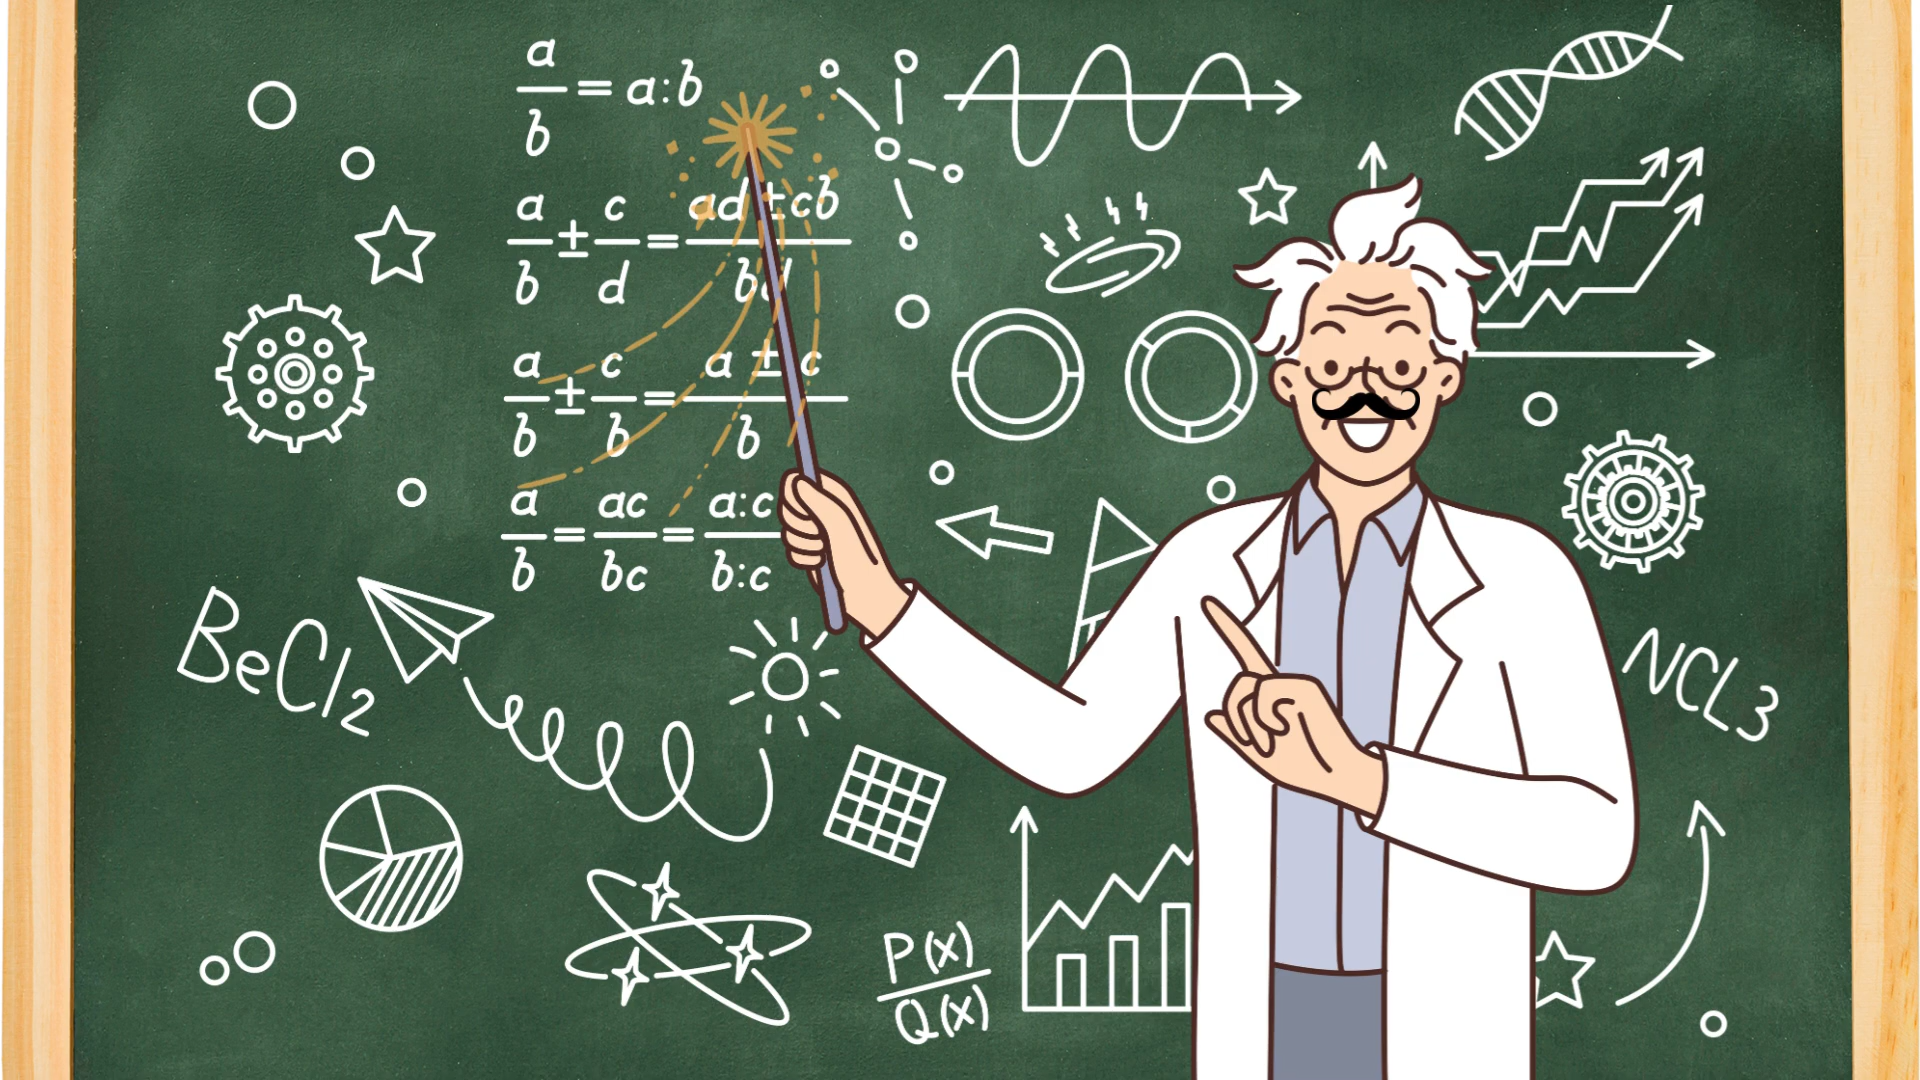 a/b = a:b
a/b ± c/d = ad ± cb/bd
a/b ± c/b = a ± c/b
a/b = ac/bc = a:c/b:c
BeCl2
NCL3
P(x)/Q(x)